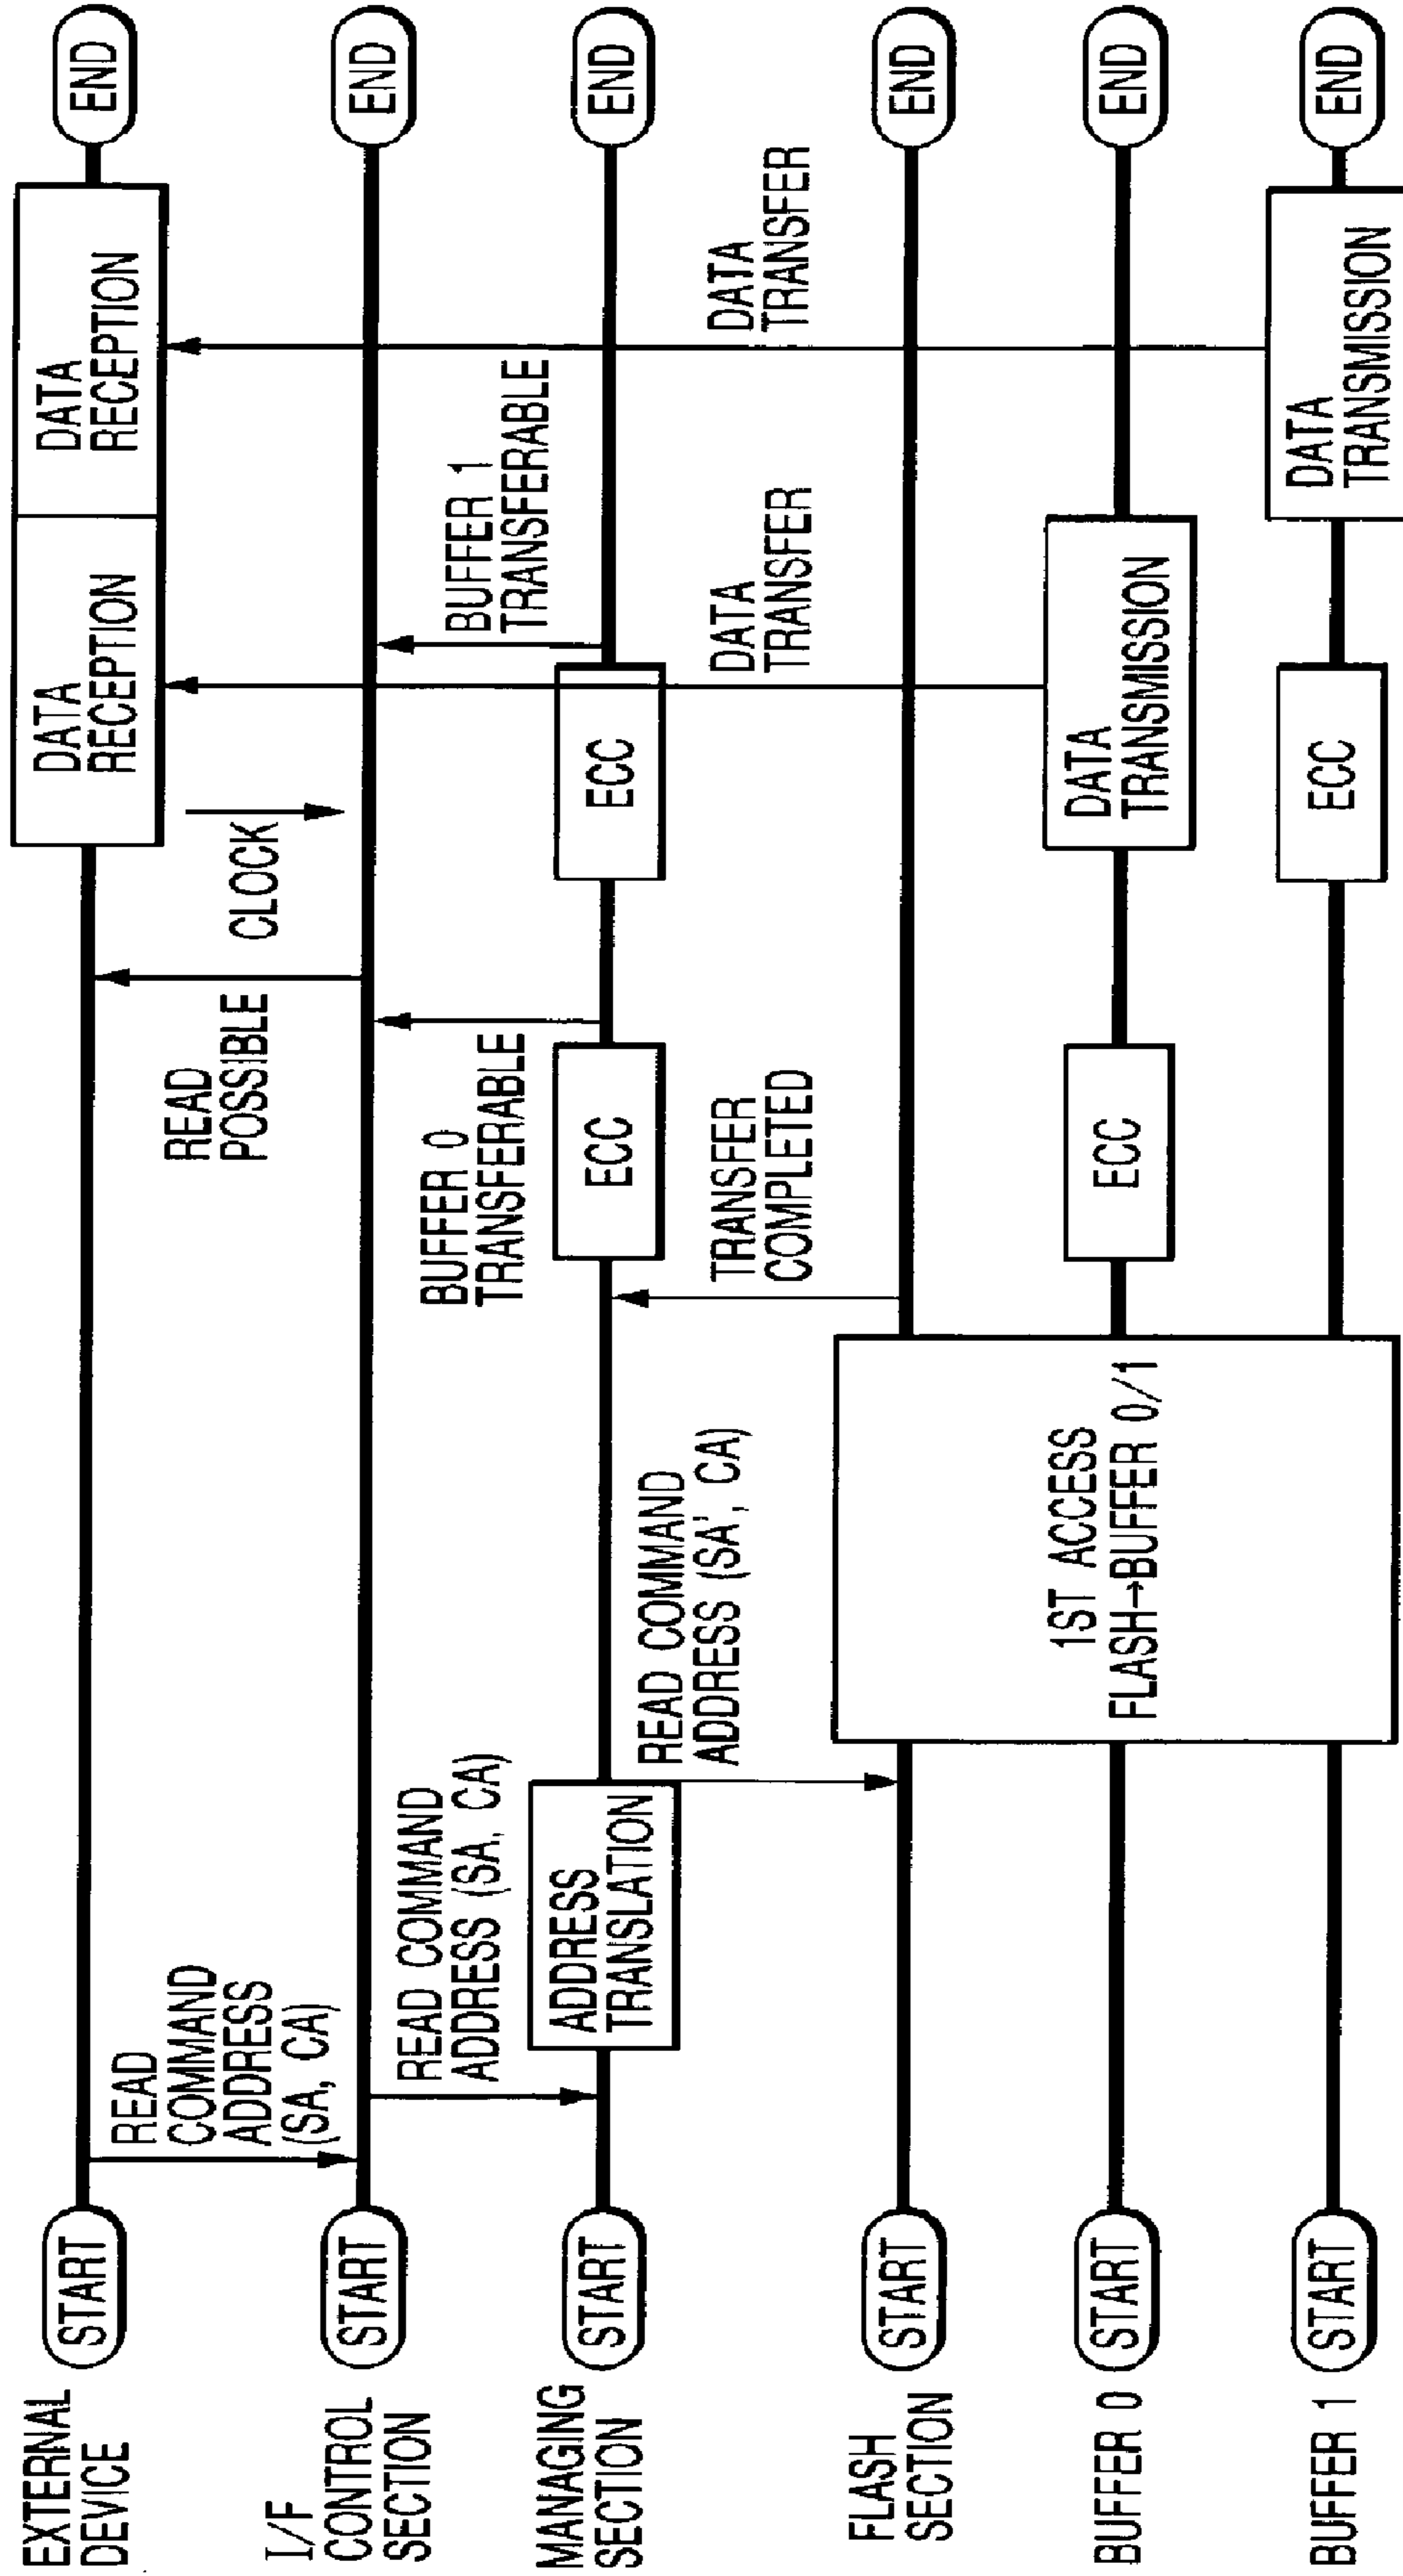 EXTERNAL
DEVICE
START
READ
COMMAND
ADDRESS
(SA, CA)
READ
POSSIBLE
CLOCK
DATA
RECEPTION
DATA
RECEPTION
END
I/F
CONTROL
SECTION
START
READ COMMAND
ADDRESS (SA, CA)
BUFFER 0
TRANSFERABLE
BUFFER 1
TRANSFERABLE
END
MANAGING
SECTION
START
ADDRESS
TRANSLATION
ECC
ECC
END
READ COMMAND
ADDRESS (SA', CA)
TRANSFER
COMPLETED
DATA
TRANSFER
DATA
TRANSFER
FLASH
SECTION
START
END
1ST ACCESS
FLASH→BUFFER 0/1
BUFFER 0
START
ECC
DATA
TRANSMISSION
END
BUFFER 1
START
ECC
DATA
TRANSMISSION
END